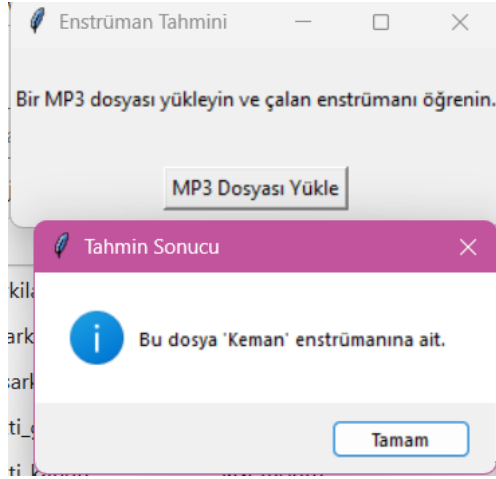 Enstrüman Tahmini
Bir MP3 dosyası yükleyin ve çalan enstrümanı öğrenin.
MP3 Dosyası Yükle
Tahmin Sonucu
Bu dosya 'Keman' enstrümanına ait.
Tamam